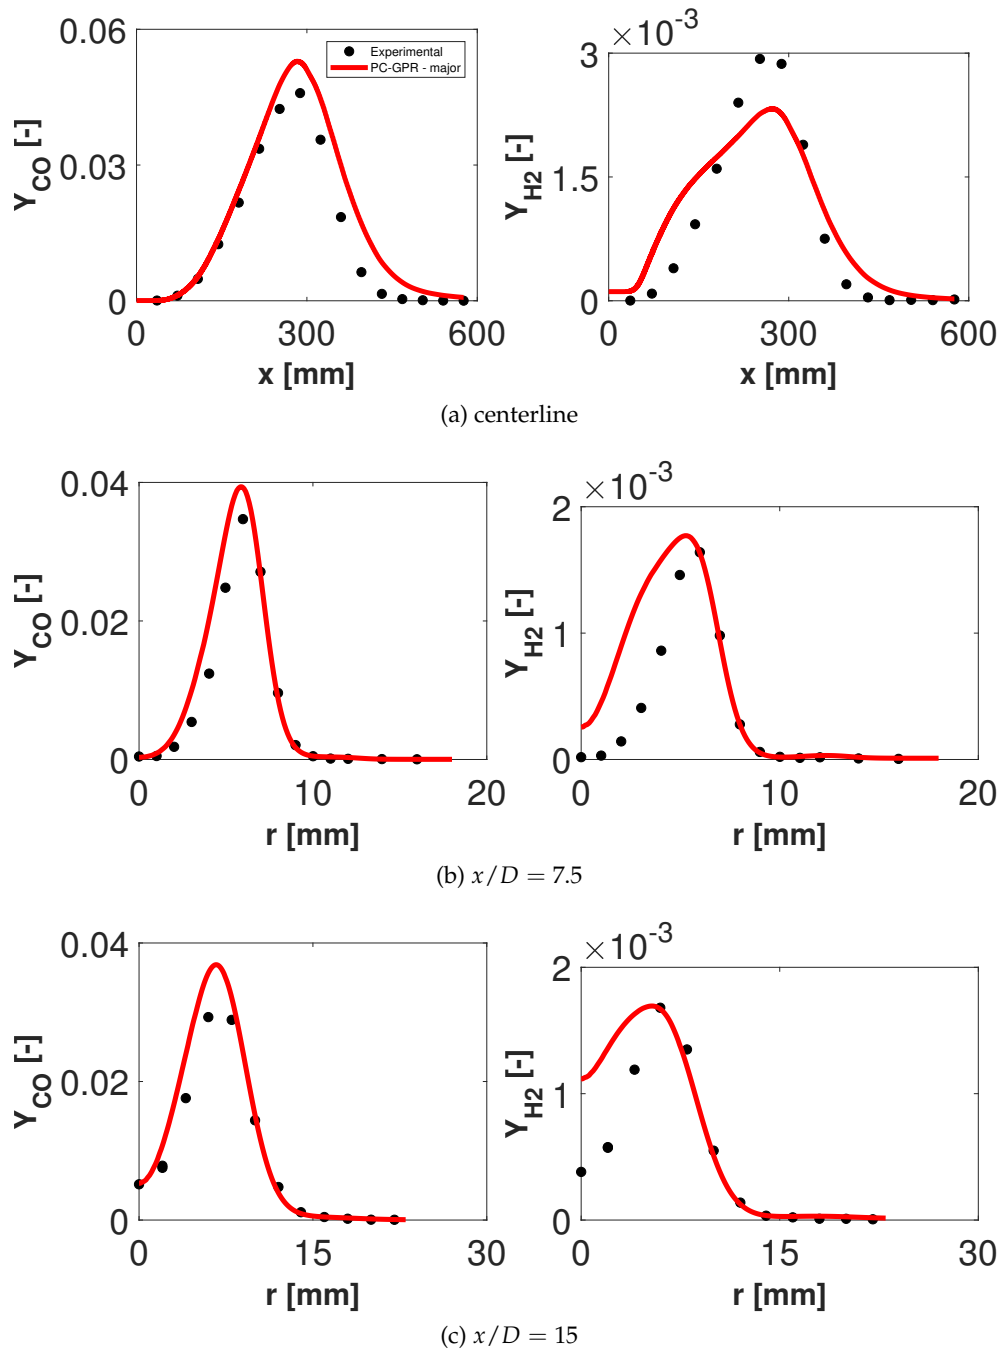 0.06
0.03
0
Y_CO [-]
Experimental
PC-GPR - major
0 300 600
x [mm]
×10^-3
3
1.5
0
Y_H2 [-]
0 300 600
x [mm]
(a) centerline
0.04
0.02
0
Y_CO [-]
0 10 20
r [mm]
×10^-3
2
1
0
Y_H2 [-]
0 10 20
r [mm]
(b) x/D = 7.5
0.04
0.02
0
Y_CO [-]
0 15 30
r [mm]
×10^-3
2
1
0
Y_H2 [-]
0 15 30
r [mm]
(c) x/D = 15